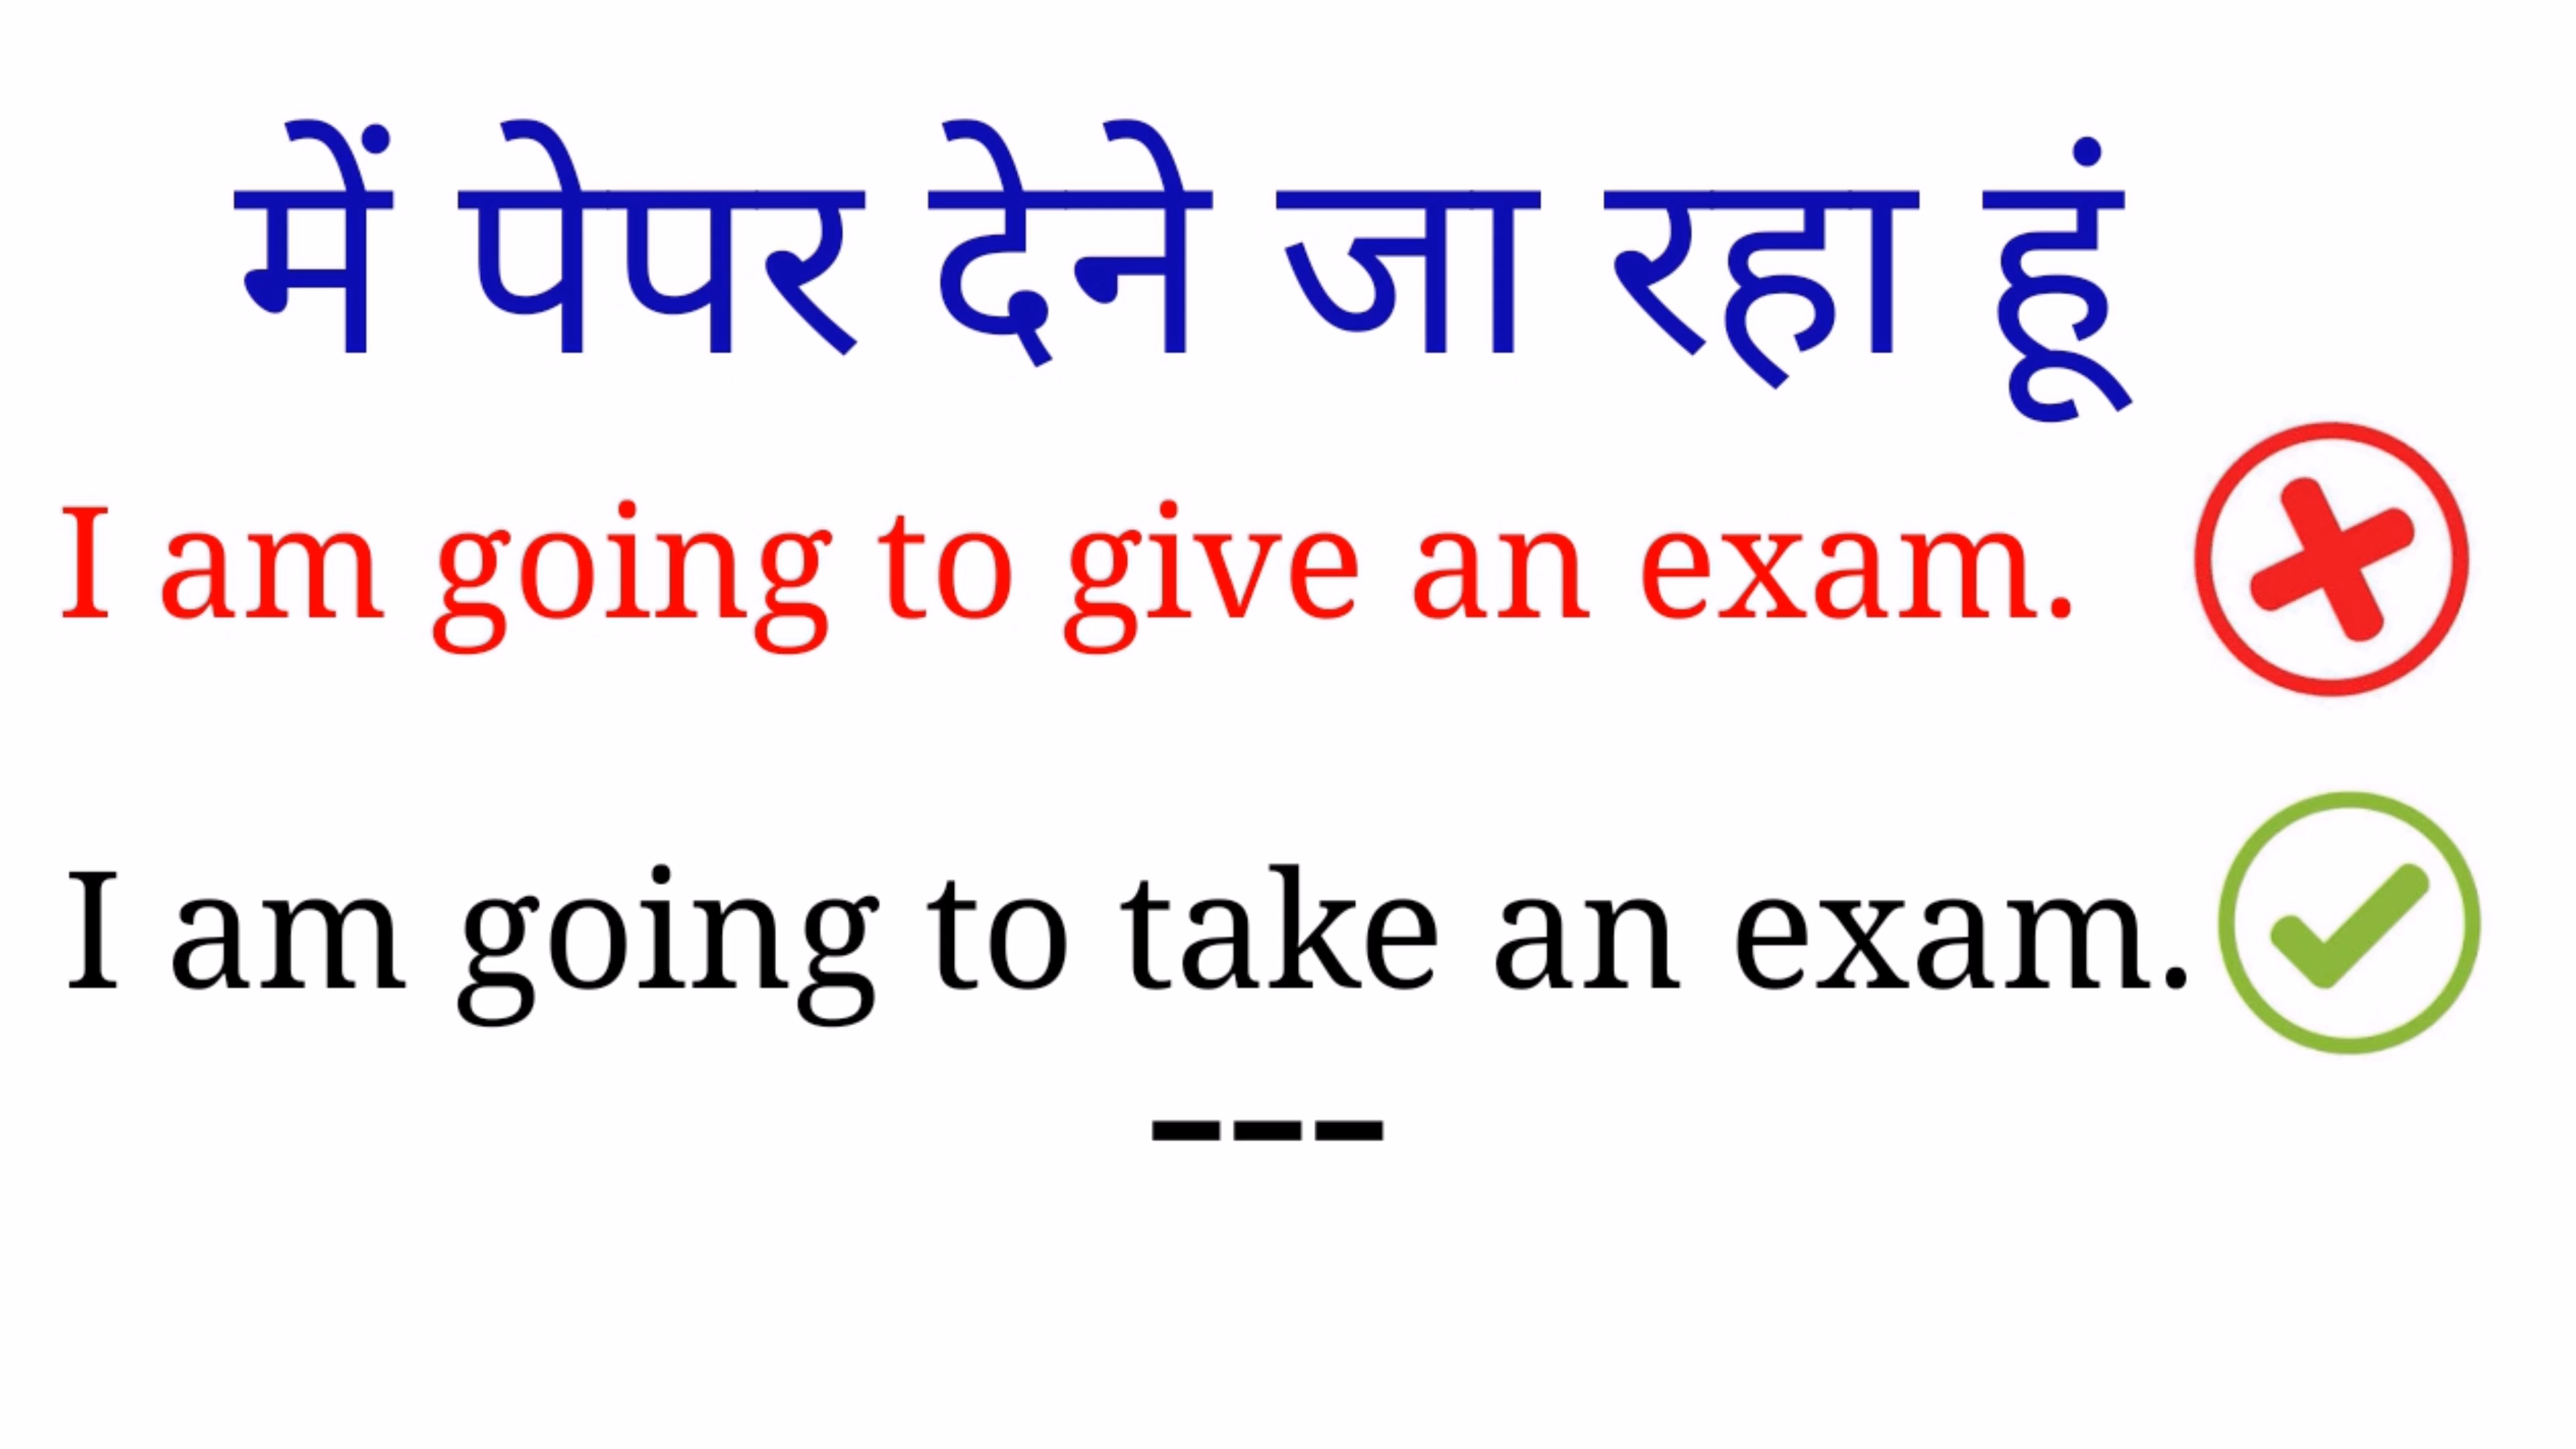 में पेपर देने जा रहा हूं
I am going to give an exam.
I am going to take an exam.
---